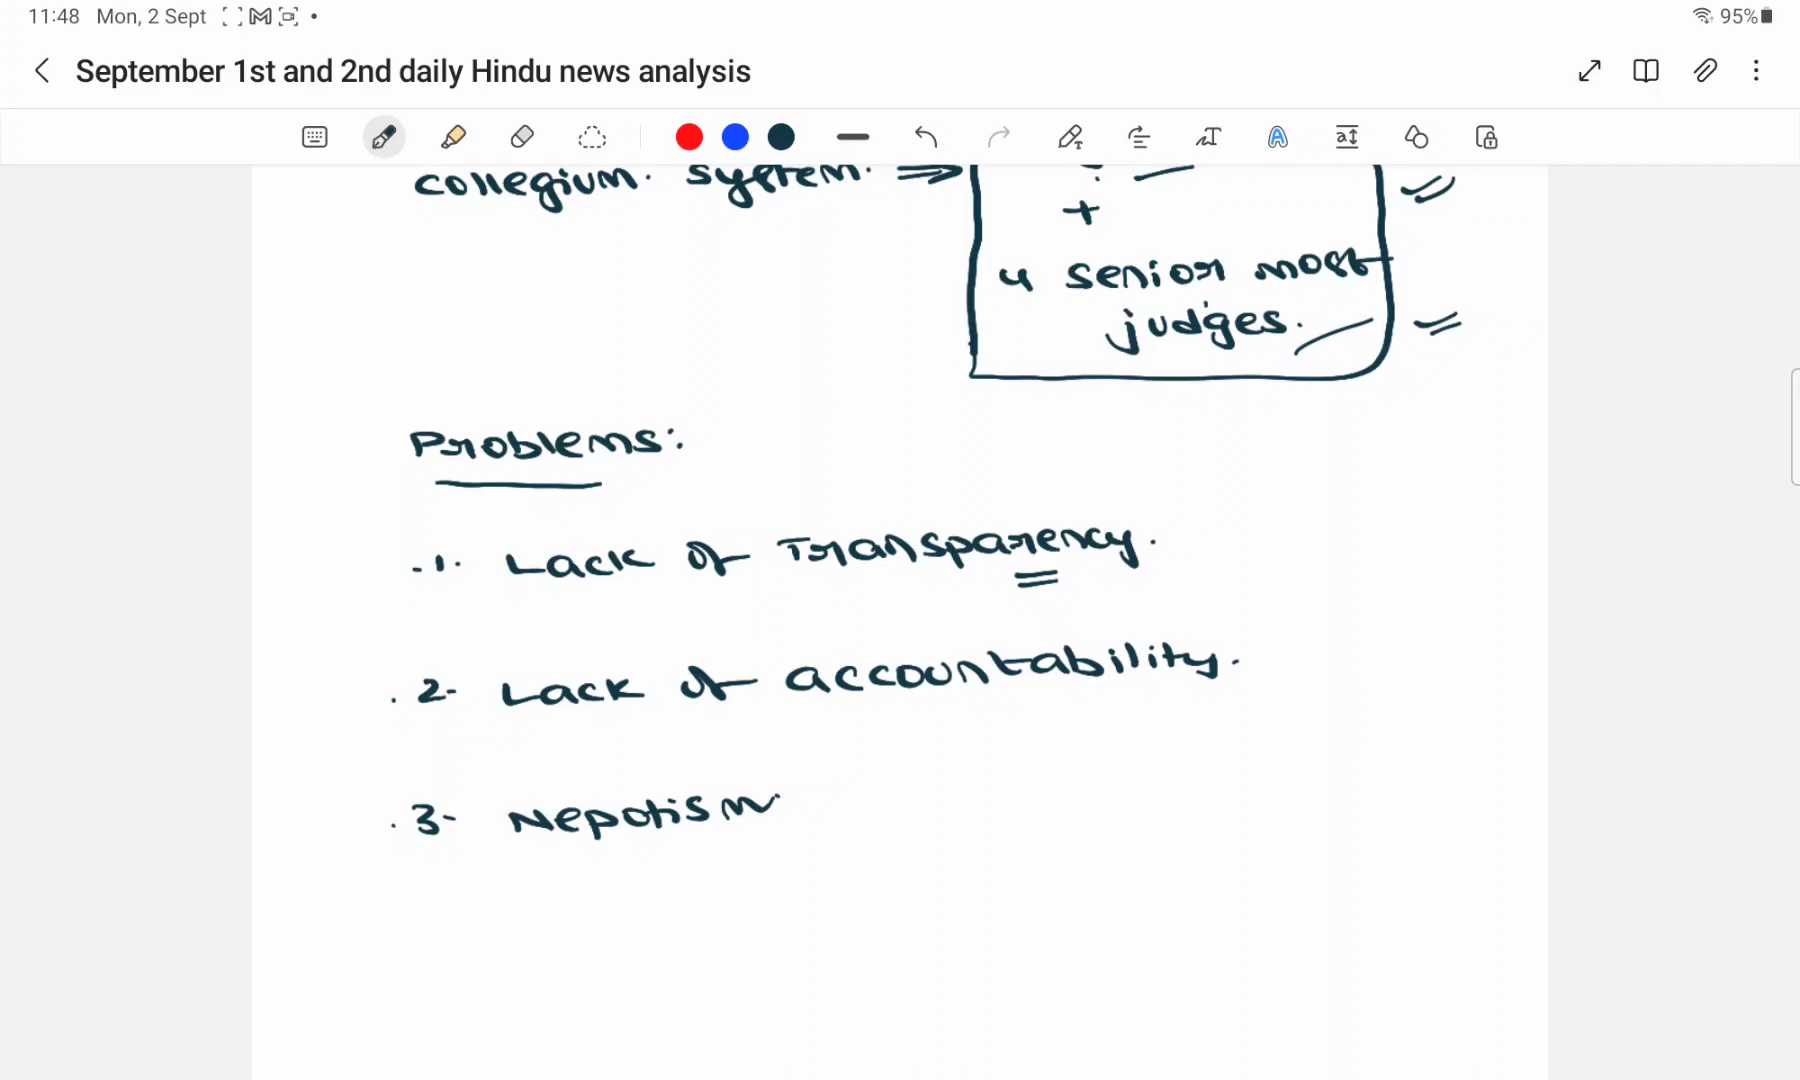 11:48 Mon, 2 Sept 95%
September 1st and 2nd daily Hindu news analysis
collegium. system. ⇒
+
4 senior most
judges.
Problems:
1. Lack of Transparency.
2- Lack of accountability.
3- Nepotism